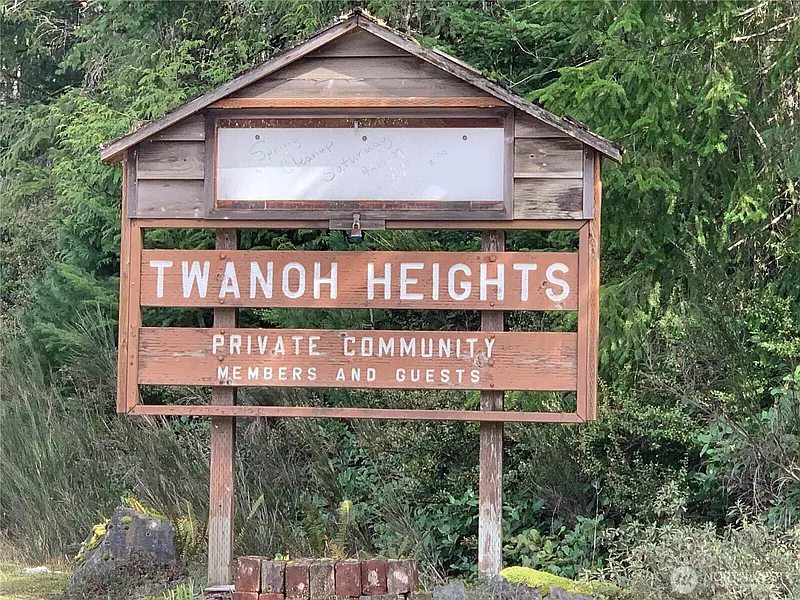 Spring
Cleanup
Saturday
TWANOH HEIGHTS
PRIVATE COMMUNITY
MEMBERS AND GUESTS